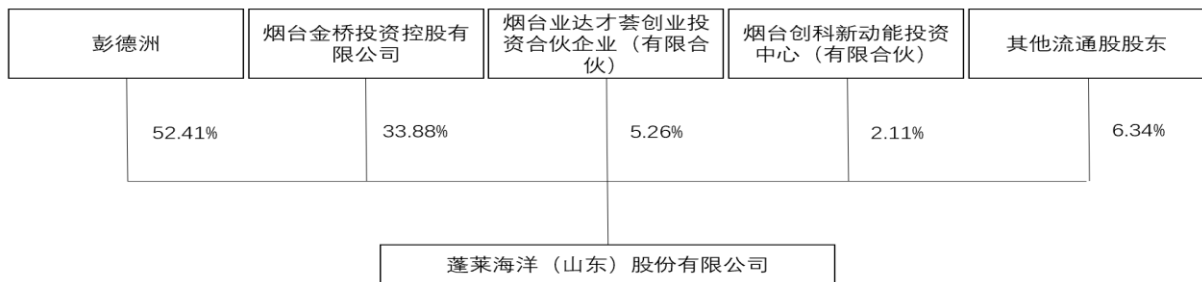 彭德洲
烟台金桥投资控股有
限公司
烟台业达才荟创业投
资合伙企业（有限合
伙）
烟台创科新动能投资
中心（有限合伙）
其他流通股股东
52.41%
33.88%
5.26%
2.11%
6.34%
蓬莱海洋（山东）股份有限公司